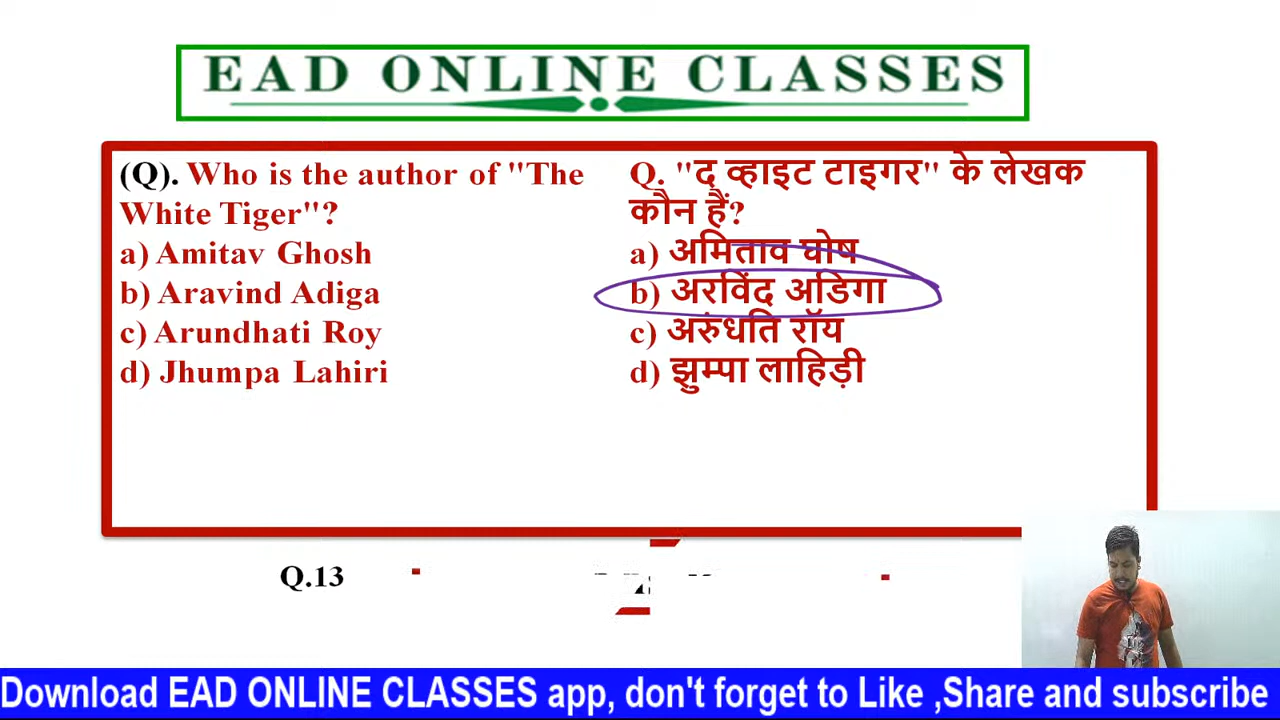 EAD ONLINE CLASSES
(Q). Who is the author of "The
White Tiger"?
a) Amitav Ghosh
b) Aravind Adiga
c) Arundhati Roy
d) Jhumpa Lahiri
Q. "द व्हाइट टाइगर" के लेखक
कौन हैं?
a) अमिताव घोष
b) अरविंद अडिगा
c) अरुंधति रॉय
d) झुम्पा लाहिड़ी
Q.13
Download EAD ONLINE CLASSES app, don't forget to Like ,Share and subscribe